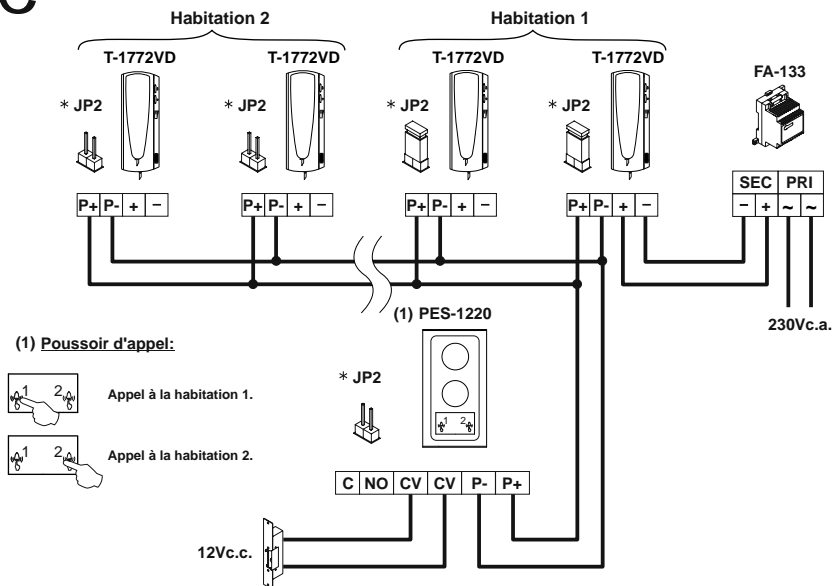 Habitation 2
Habitation 1
T-1772VD
T-1772VD
T-1772VD
T-1772VD
FA-133
* JP2
* JP2
* JP2
* JP2
SEC PRI
P+ P- + −
P+ P- + −
P+ P- + −
P+ P- + −
− + ~ ~
230Vc.a.
(1) PES-1220
(1) Poussoir d'appel:
* JP2
1 2
Appel à la habitation 1.
1 2
1 2
Appel à la habitation 2.
C NO CV CV P- P+
12Vc.c.